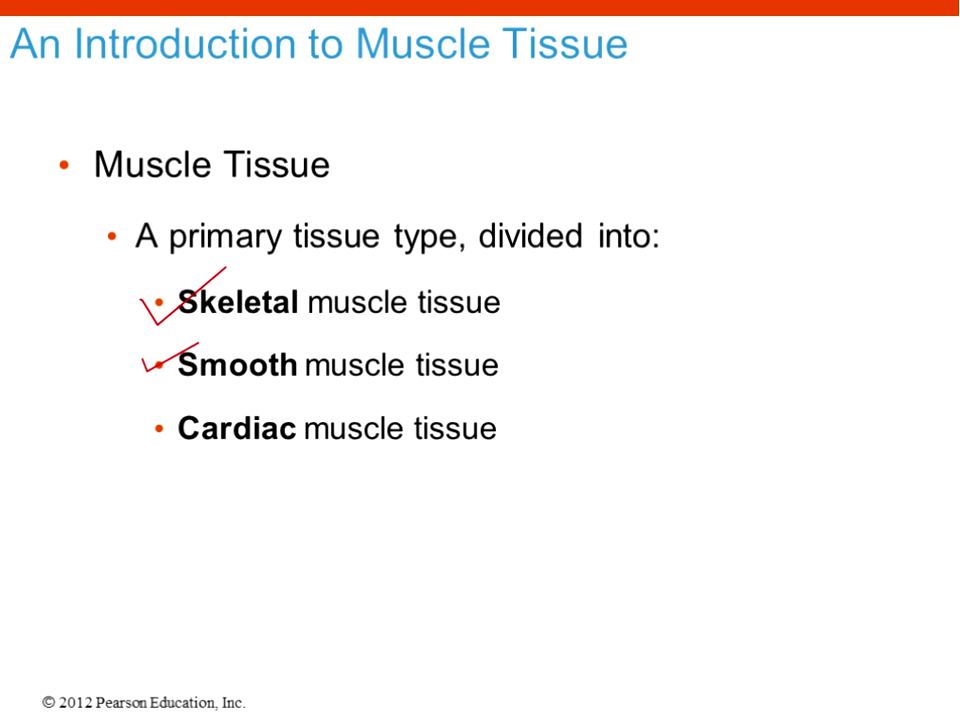 An Introduction to Muscle Tissue
• Muscle Tissue
• A primary tissue type, divided into:
• Skeletal muscle tissue
• Smooth muscle tissue
• Cardiac muscle tissue
© 2012 Pearson Education, Inc.